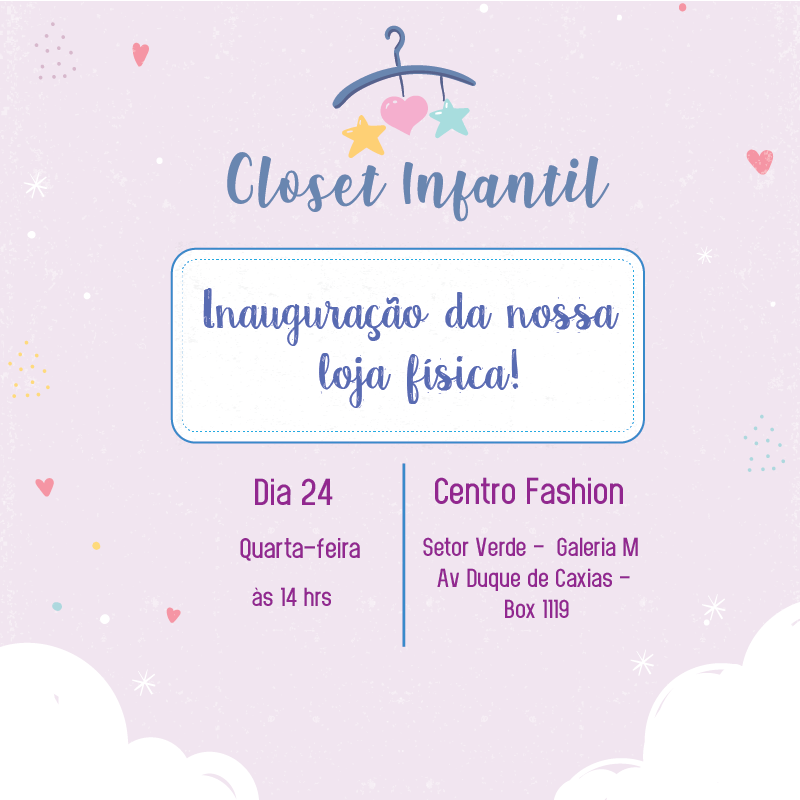 Closet Infantil
Inauguração da nossa
loja física!
Dia 24
Quarta-feira
às 14 hrs
Centro Fashion
Setor Verde - Galeria M
Av Duque de Caxias -
Box 1119